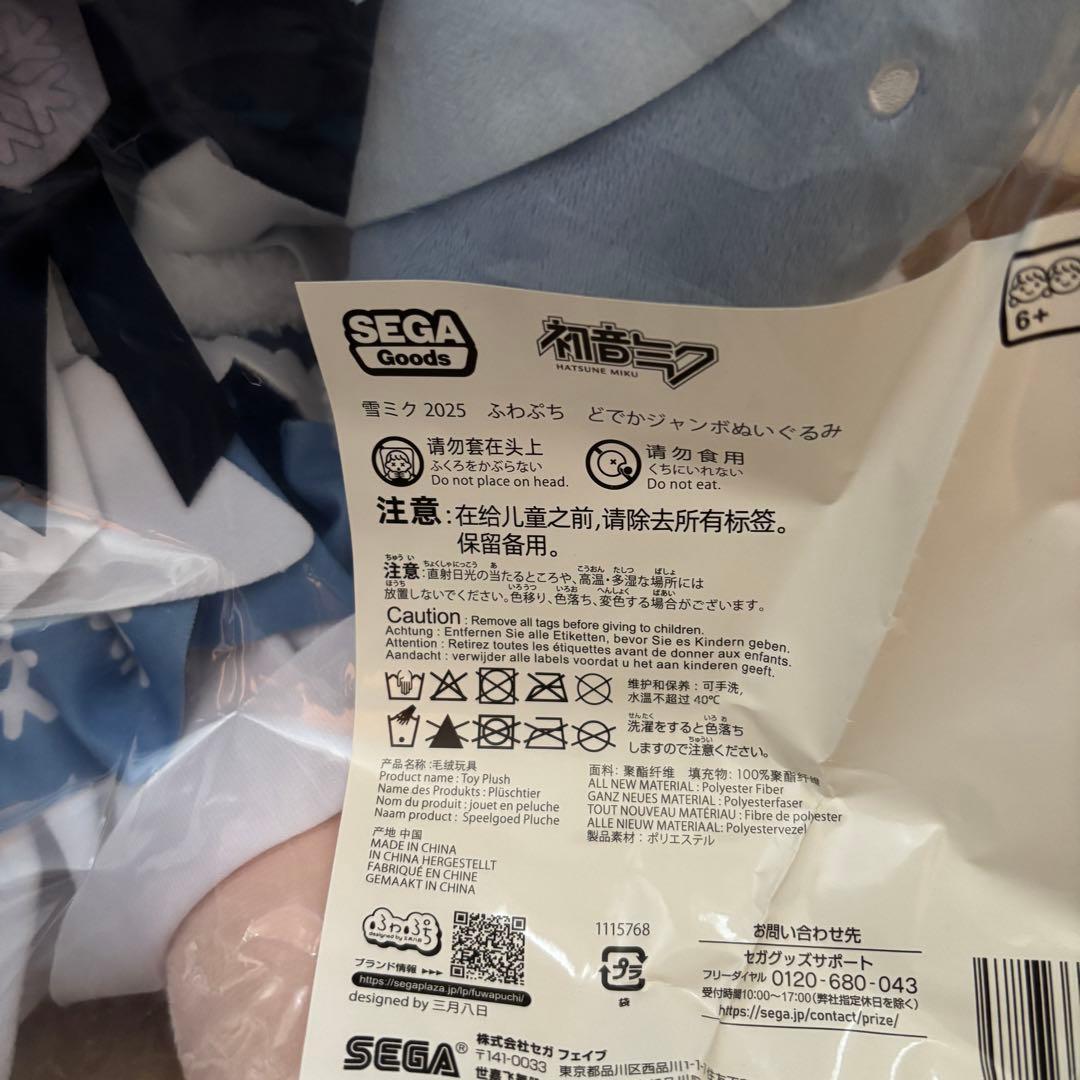 SEGA
Goods
初音ミク
HATSUNE MIKU
6+
雪ミク 2025 ふわぷち どでかジャンボぬいぐるみ
请勿套在头上
ふくろをかぶらない
Do not place on head.
请勿食用
くちにいれない
Do not eat.
注意:在给儿童之前,请除去所有标签。
保留备用。
注意:直射日光の当たるところや、高温・多湿な場所には
放置しないでください。色移り、色落ち、変色する場合がございます。
Caution : Remove all tags before giving to children.
Achtung : Entfernen Sie alle Etiketten, bevor Sie es Kindern geben.
Attention : Retirez toutes les étiquettes avant de donner aux enfants.
Aandacht : verwijder alle labels voordat u het aan kinderen geeft.
维护和保养:可手洗,
水温不超过 40℃
洗濯をすると色落ち
しますので注意ください。
产品名称:毛绒玩具
Product name : Toy Plush
Name des Produkts : Plüschtier
Nom du produit : jouet en peluche
Naam product : Speelgoed Pluche
面料:聚酯纤维 填充物:100%聚酯纤维
ALL NEW MATERIAL : Polyester Fiber
GANZ NEUES MATERIAL : Polyesterfaser
TOUT NOUVEAU MATÉRIAU : Fibre de polyester
ALLE NIEUW MATERIAAL: Polyestervezel
製品素材:ポリエステル
产地 中国
MADE IN CHINA
IN CHINA HERGESTELLT
FABRIQUÉ EN CHINE
GEMAAKT IN CHINA
ふわぷち
designed by 三月八日
ブランド情報 ▸▸▸
https://segaplaza.jp/lp/fuwapuchi/
designed by 三月八日
1115768
プラ
袋
お問い合わせ先
セガグッズサポート
フリーダイヤル 0120-680-043
受付時間10:00〜17:00(弊社指定休日を除く)
https://sega.jp/contact/prize/
SEGA®
株式会社セガ フェイブ
〒141-0033 東京都品川区西品川1-1-